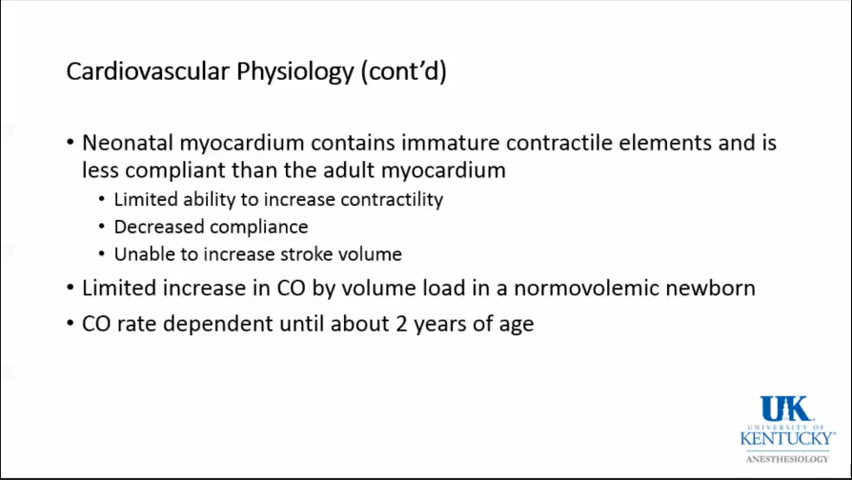 Cardiovascular Physiology (cont’d)
• Neonatal myocardium contains immature contractile elements and is
less compliant than the adult myocardium
• Limited ability to increase contractility
• Decreased compliance
• Unable to increase stroke volume
• Limited increase in CO by volume load in a normovolemic newborn
• CO rate dependent until about 2 years of age
UK
UNIVERSITY OF
KENTUCKY
ANESTHESIOLOGY